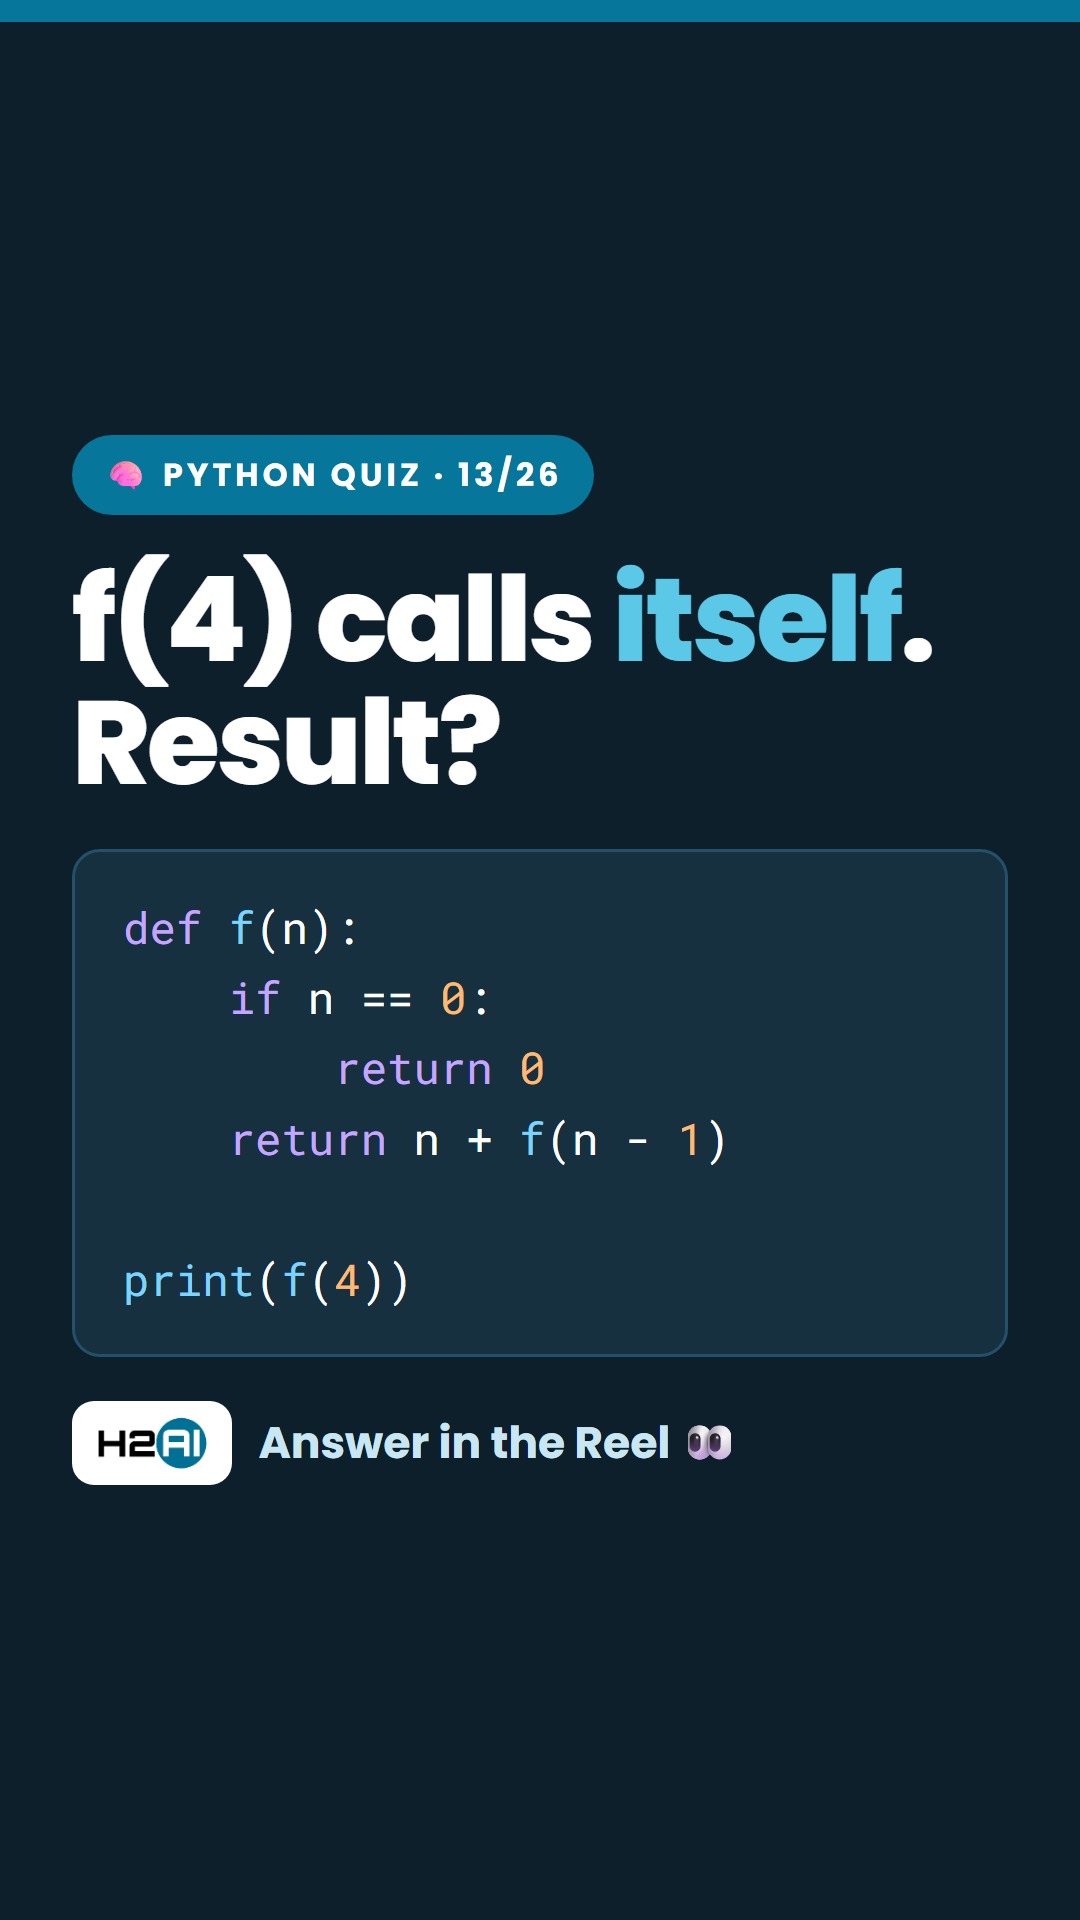 🧠 PYTHON QUIZ · 13/26
f(4) calls itself.
Result?
def f(n):
    if n == 0:
        return 0
    return n + f(n - 1)

print(f(4))
H2AI
Answer in the Reel 👀